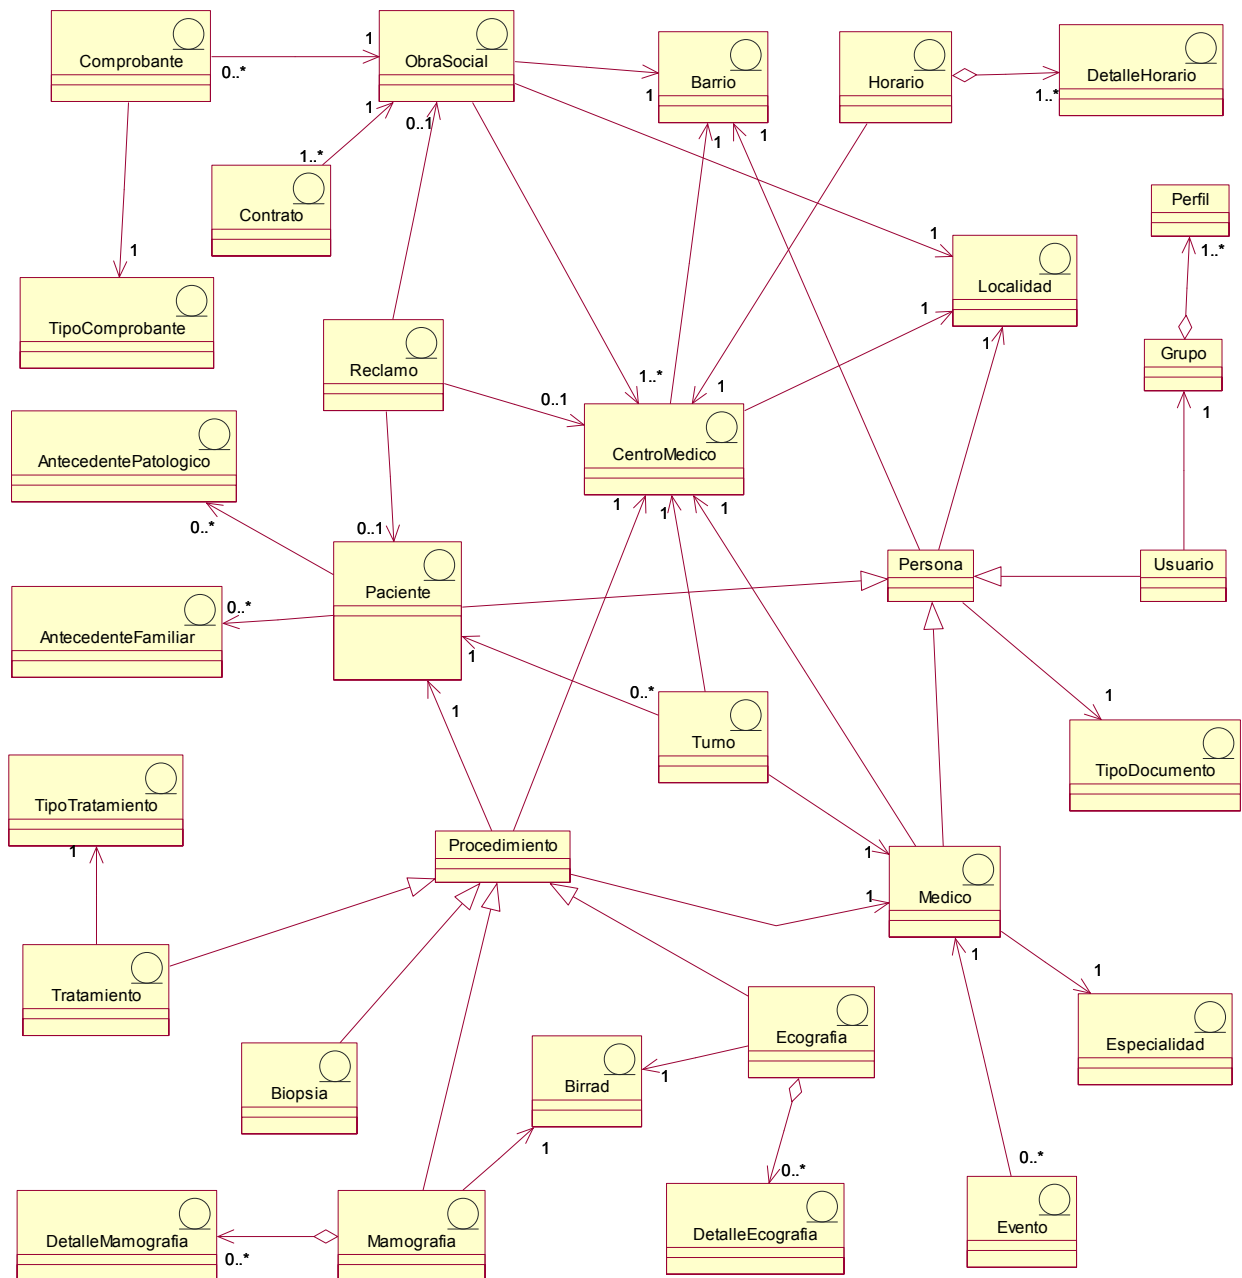 Comprobante
1
0..*
ObraSocial
Barrio
1
Horario
DetalleHorario
1..*
1
0..1
1..*
Contrato
1
1
Perfil
1..*
1
TipoComprobante
1
Localidad
1
1
Reclamo
1..*
1
Grupo
1
0..1
CentroMedico
AntecedentePatologico
0..*
0..1
1
1
1
Paciente
Persona
Usuario
AntecedenteFamiliar
0..*
1
0..*
1
Turno
1
TipoDocumento
TipoTratamiento
1
Procedimiento
1
1
Medico
1
Tratamiento
1
Especialidad
Biopsia
Birrad
1
Ecografia
1
0..*
DetalleEcografia
0..*
Evento
DetalleMamografia
0..*
Mamografia